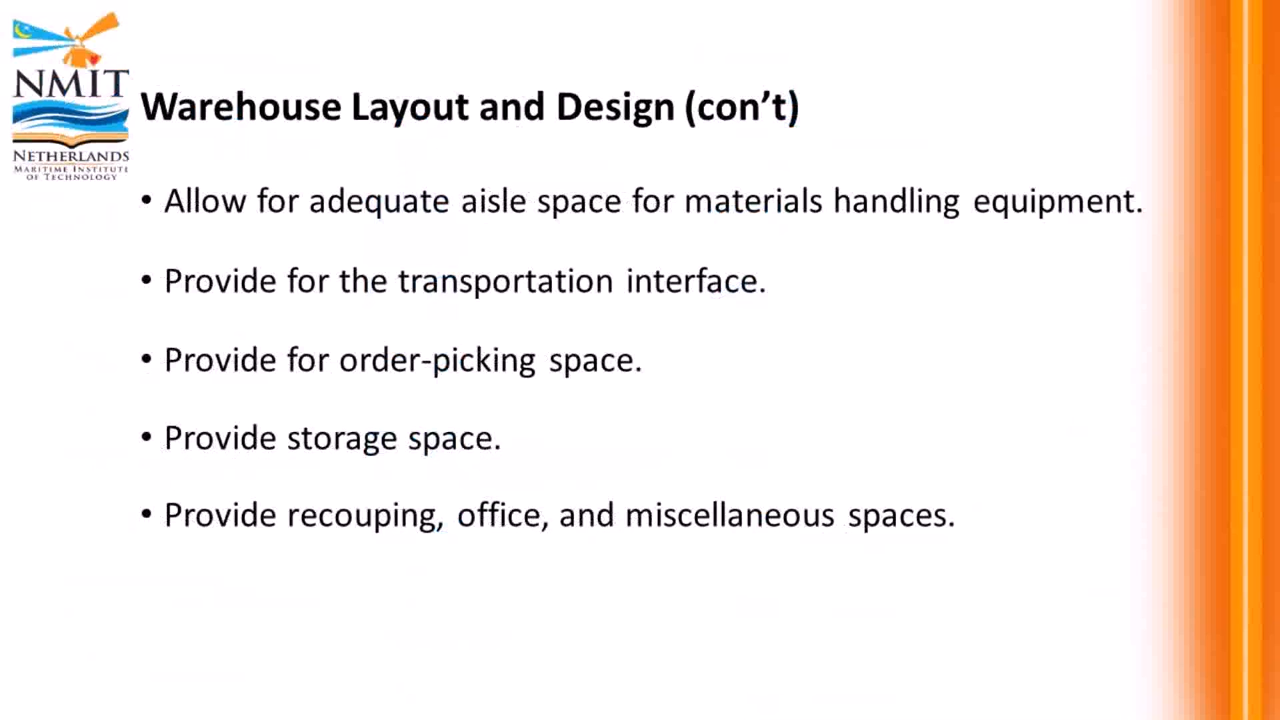 NMIT
NETHERLANDS
MARITIME INSTITUTE
OF TECHNOLOGY
Warehouse Layout and Design (con’t)
• Allow for adequate aisle space for materials handling equipment.
• Provide for the transportation interface.
• Provide for order-picking space.
• Provide storage space.
• Provide recouping, office, and miscellaneous spaces.